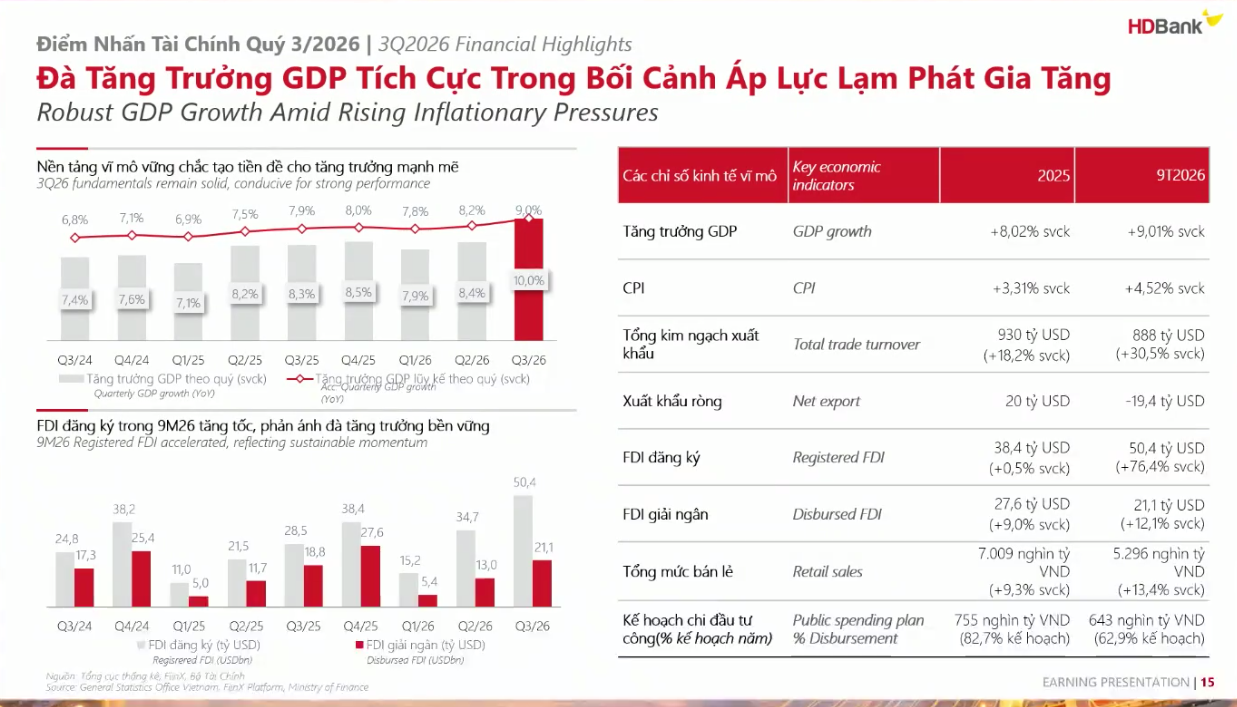 HDBank
Điểm Nhấn Tài Chính Quý 3/2026 | 3Q2026 Financial Highlights
Đà Tăng Trưởng GDP Tích Cực Trong Bối Cảnh Áp Lực Lạm Phát Gia Tăng
Robust GDP Growth Amid Rising Inflationary Pressures
Nền tảng vĩ mô vững chắc tạo tiền đề cho tăng trưởng mạnh mẽ
3Q26 fundamentals remain solid, conducive for strong performance
6,8% 7,1% 6,9% 7,5% 7,9% 8,0% 7,8% 8,2% 9,0%
7,4% 7,6% 7,1% 8,2% 8,3% 8,5% 7,9% 8,4% 10,0%
Q3/24 Q4/24 Q1/25 Q2/25 Q3/25 Q4/25 Q1/26 Q2/26 Q3/26
Tăng trưởng GDP theo quý (svck) Tăng trưởng GDP lũy kế theo quý (svck)
Quarterly GDP growth (YoY) Acc. Quarterly GDP growth
(YoY)
FDI đăng ký trong 9M26 tăng tốc, phản ánh đà tăng trưởng bền vững
9M26 Registered FDI accelerated, reflecting sustainable momentum
24,8 38,2 11,0 21,5 28,5 38,4 15,2 34,7 50,4
17,3 25,4 5,0 11,7 18,8 27,6 5,4 13,0 21,1
Q3/24 Q4/24 Q1/25 Q2/25 Q3/25 Q4/25 Q1/26 Q2/26 Q3/26
FDI đăng ký (tỷ USD) FDI giải ngân (tỷ USD)
Regisrered FDI (USDbn) Disbursed FDI (USDbn)
Nguồn: Tổng cục thống kê, FiinX, Bộ Tài Chính
Source: General Statistics Office Vietnam, FiinX Platform, Ministry of Finance
Các chỉ số kinh tế vĩ mô Key economic indicators 2025 9T2026
Tăng trưởng GDP GDP growth +8,02% svck +9,01% svck
CPI CPI +3,31% svck +4,52% svck
Tổng kim ngạch xuất khẩu Total trade turnover 930 tỷ USD (+18,2% svck) 888 tỷ USD (+30,5% svck)
Xuất khẩu ròng Net export 20 tỷ USD -19,4 tỷ USD
FDI đăng ký Registered FDI 38,4 tỷ USD (+0,5% svck) 50,4 tỷ USD (+76,4% svck)
FDI giải ngân Disbursed FDI 27,6 tỷ USD (+9,0% svck) 21,1 tỷ USD (+12,1% svck)
Tổng mức bán lẻ Retail sales 7.009 nghìn tỷ VND (+9,3% svck) 5.296 nghìn tỷ VND (+13,4% svck)
Kế hoạch chi đầu tư công(% kế hoạch năm) Public spending plan % Disbursement 755 nghìn tỷ VND (82,7% kế hoạch) 643 nghìn tỷ VND (62,9% kế hoạch)
EARNING PRESENTATION | 15